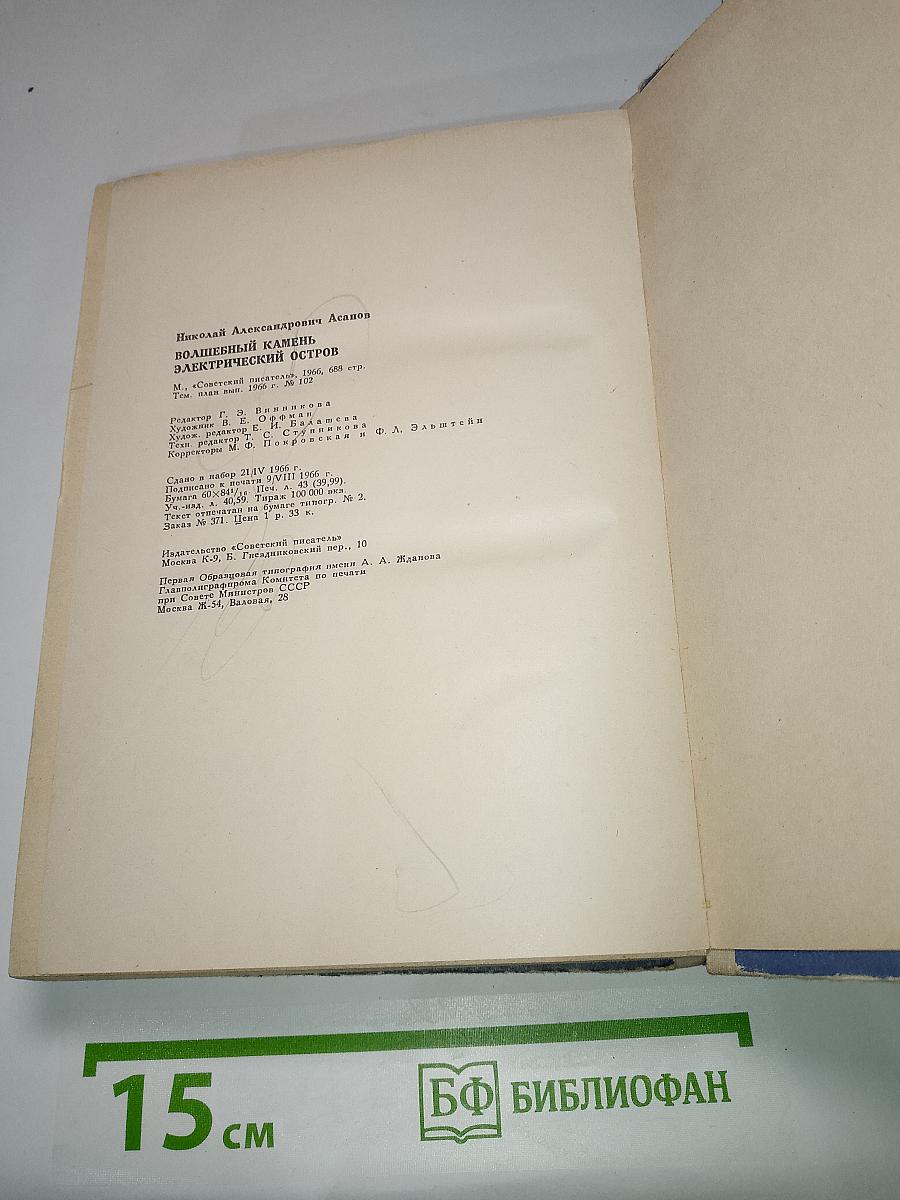 Николай Александрович Асанов
ВОЛШЕБНЫЙ КАМЕНЬ
ЭЛЕКТРИЧЕСКИЙ ОСТРОВ
М., «Советский писатель», 1966, 688 стр.
Тем. план вып. 1966 г. № 102
Редактор Г. Э. Винникова
Художник В. Е. Оффман
Худож. редактор Е. И. Балашева
Техн. редактор Т. С. Ступникова
Корректоры М. Ф. Покровская и Ф. Л. Эльштейн
Сдано в набор 21/IV 1966 г.
Подписано к печати 9/VIII 1966 г.
Бумага 60×84¹/₁₆. Печ. л. 43 (39,99).
Уч.-изд. л. 40,59. Тираж 100 000 экз.
Текст отпечатан на бумаге типогр. № 2.
Заказ № 371. Цена 1 р. 33 к.
Издательство «Советский писатель»
Москва К-9, Б. Гнездниковский пер., 10
Первая Образцовая типография имени А. А. Жданова
Главполиграфпрома Комитета по печати
при Совете Министров СССР
Москва Ж-54, Валовая, 28
15 см
БФ БИБЛИОФАН